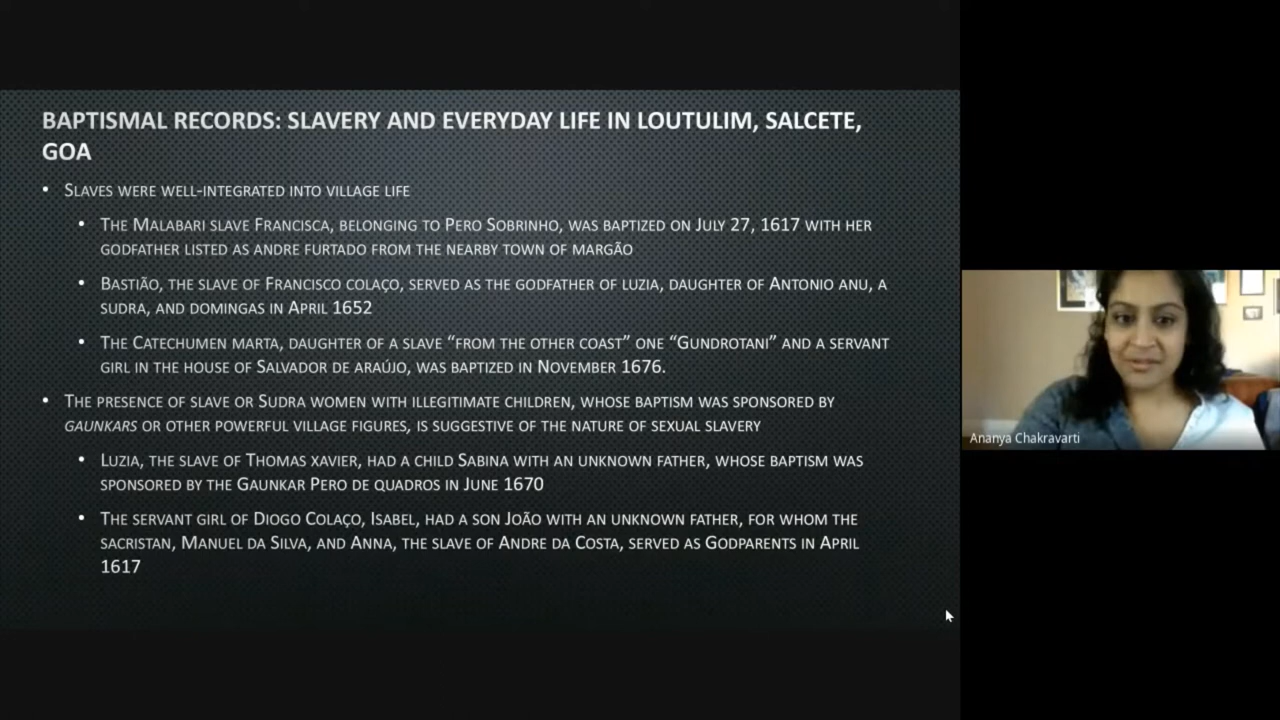 BAPTISMAL RECORDS: SLAVERY AND EVERYDAY LIFE IN LOUTULIM, SALCETE,
GOA
• SLAVES WERE WELL-INTEGRATED INTO VILLAGE LIFE
• THE MALABARI SLAVE FRANCISCA, BELONGING TO PERO SOBRINHO, WAS BAPTIZED ON JULY 27, 1617 WITH HER
GODFATHER LISTED AS ANDRE FURTADO FROM THE NEARBY TOWN OF MARGÃO
• BASTIÃO, THE SLAVE OF FRANCISCO COLAÇO, SERVED AS THE GODFATHER OF LUZIA, DAUGHTER OF ANTONIO ANU, A
SUDRA, AND DOMINGAS IN APRIL 1652
• THE CATECHUMEN MARTA, DAUGHTER OF A SLAVE “FROM THE OTHER COAST” ONE “GUNDROTANI” AND A SERVANT
GIRL IN THE HOUSE OF SALVADOR DE ARAÚJO, WAS BAPTIZED IN NOVEMBER 1676.
• THE PRESENCE OF SLAVE OR SUDRA WOMEN WITH ILLEGITIMATE CHILDREN, WHOSE BAPTISM WAS SPONSORED BY
GAUNKARS OR OTHER POWERFUL VILLAGE FIGURES, IS SUGGESTIVE OF THE NATURE OF SEXUAL SLAVERY
• LUZIA, THE SLAVE OF THOMAS XAVIER, HAD A CHILD SABINA WITH AN UNKNOWN FATHER, WHOSE BAPTISM WAS
SPONSORED BY THE GAUNKAR PERO DE QUADROS IN JUNE 1670
• THE SERVANT GIRL OF DIOGO COLAÇO, ISABEL, HAD A SON JOÃO WITH AN UNKNOWN FATHER, FOR WHOM THE
SACRISTAN, MANUEL DA SILVA, AND ANNA, THE SLAVE OF ANDRE DA COSTA, SERVED AS GODPARENTS IN APRIL
1617
Ananya Chakravarti